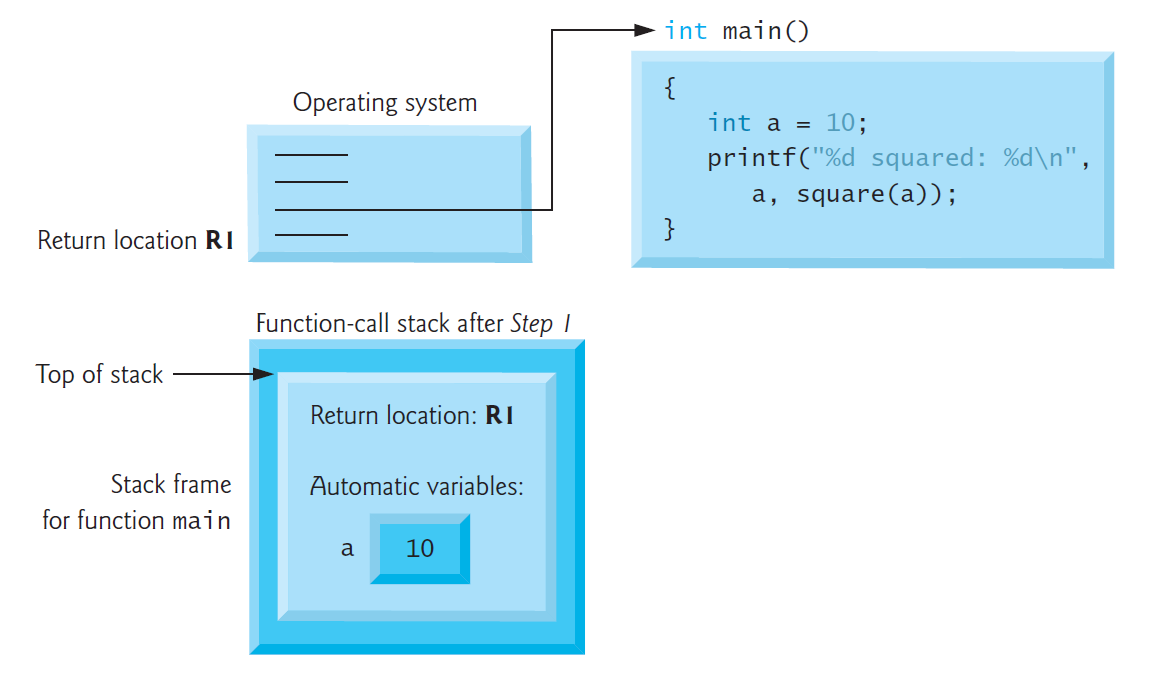 int main()
Operating system
{
int a = 10;
printf("%d squared: %d\n",
a, square(a));
}
Return location R1
Function-call stack after Step 1
Top of stack
Return location: R1
Stack frame
for function main
Automatic variables:
a 10